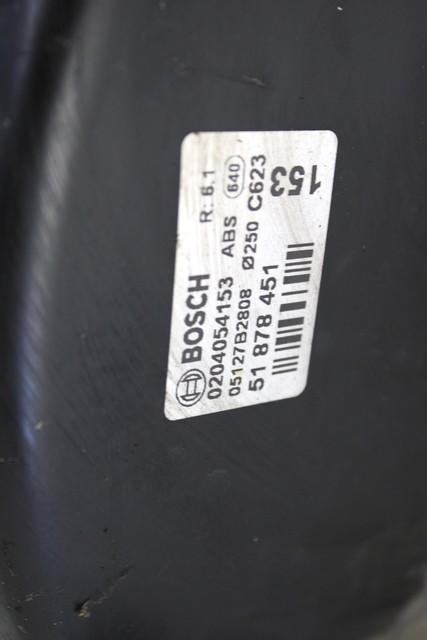 BOSCH R: 6.1
0204054153 ABS 640
05127B2808 Ø250 C623
51 878 451
153